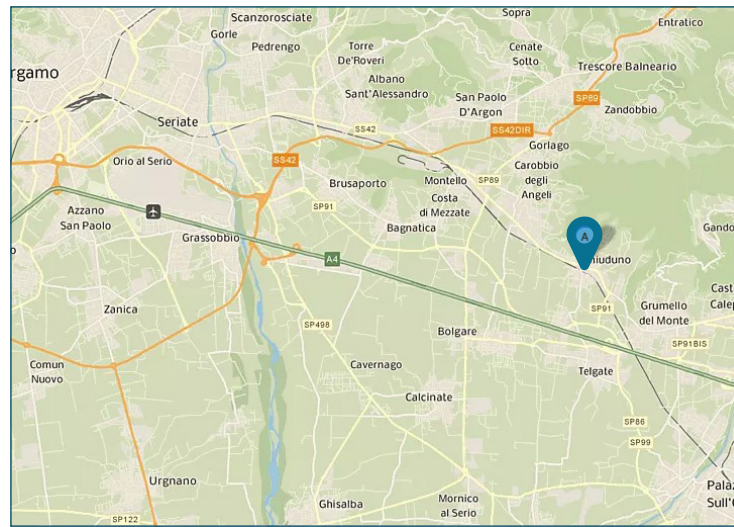 Entratico
Scanzorosciate
Sopra
Gorle
Pedrengo
Torre
De'Roveri
Cenate
Sotto
Trescore Balneario
rgamo
Albano
Sant'Alessandro
San Paolo
D'Argon
SP89
Zandobbio
Seriate
SS42
SS42DIR
Gorlago
Orio al Serio
SS42
Carobbio
degli
Angeli
Brusaporto
Montello
SP89
Costa
di Mezzate
SP91
Azzano
San Paolo
Bagnatica
Gando
Grassobbio
A
A4
iuduno
Cast
Calep
Zanica
SP91
Grumello
del Monte
SP498
Bolgare
SP91BIS
Comun
Nuovo
Cavernago
Telgate
Calcinate
SP86
SP99
Urgnano
Palaz
Sull'O
Ghisalba
Mornico
al Serio
SP122